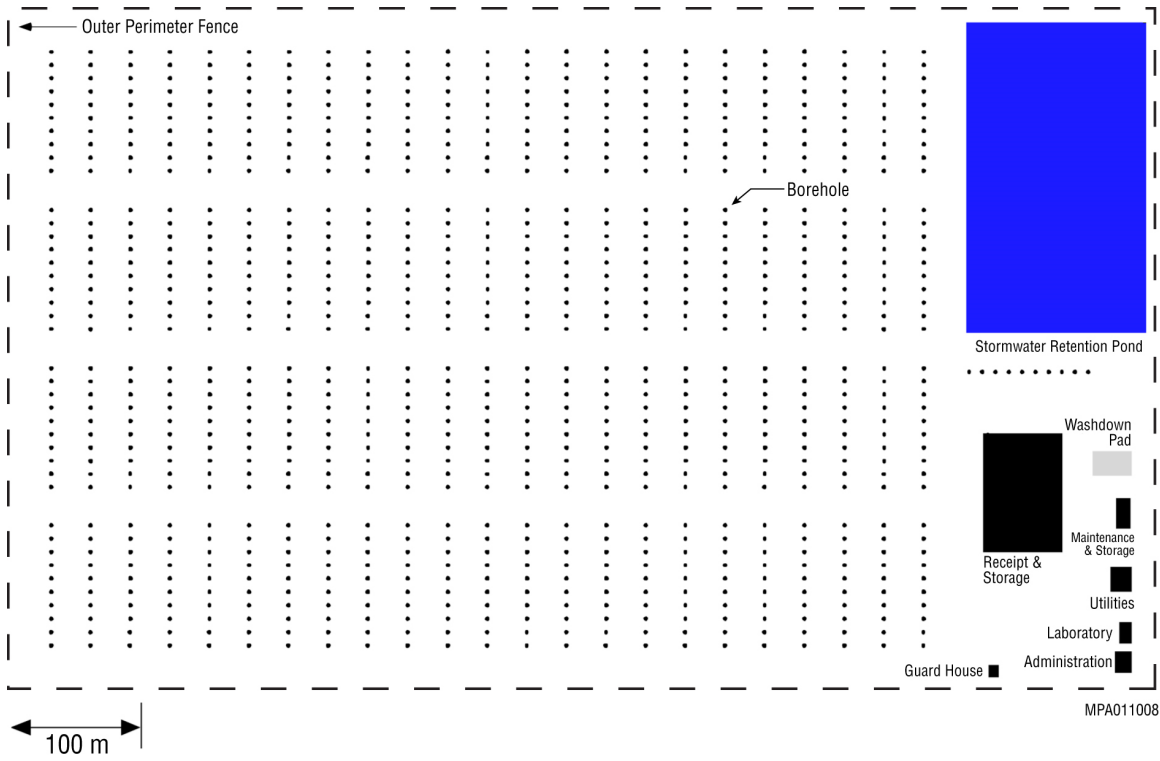 Outer Perimeter Fence
Borehole
Stormwater Retention Pond
Washdown
Pad
Maintenance
& Storage
Receipt &
Storage
Utilities
Laboratory
Administration
Guard House
MPA011008
100 m